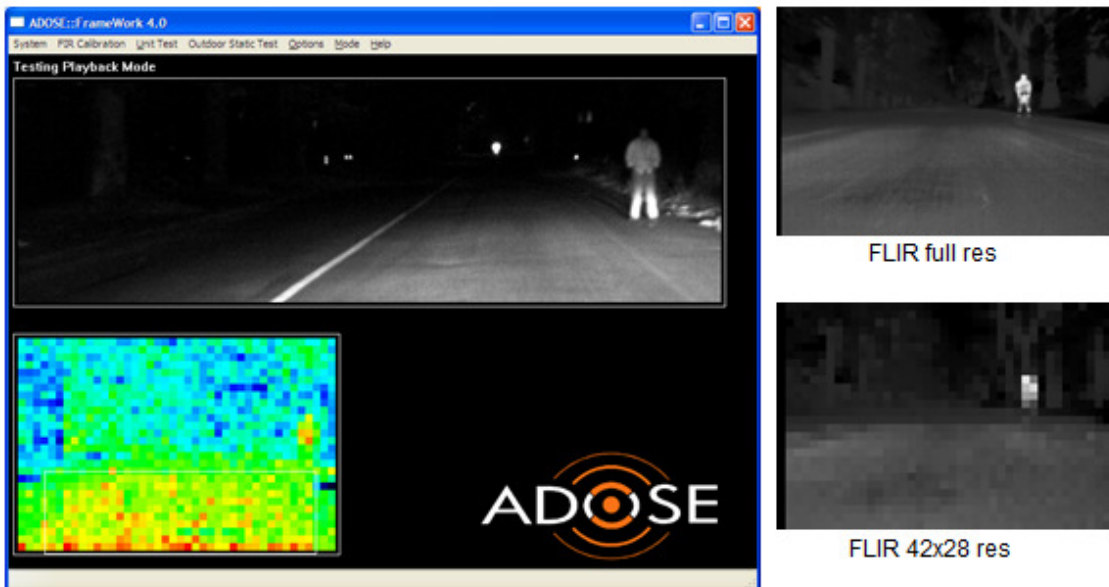 ADOSE::FrameWork 4.0
System FIR Calibration Unit Test Outdoor Static Test Options Mode Help
Testing Playback Mode
FLIR full res
ADOSE
FLIR 42x28 res